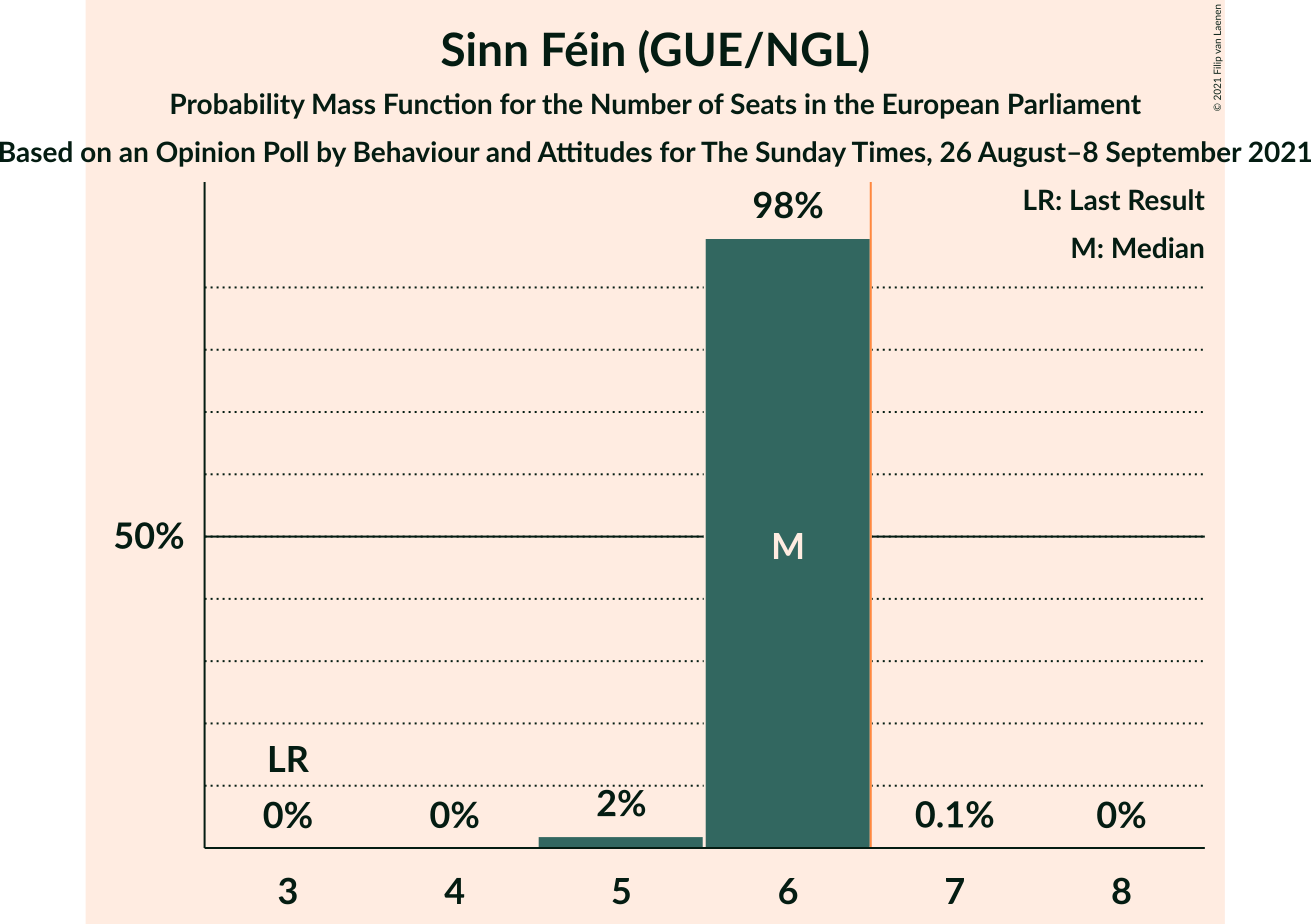 Sinn Féin (GUE/NGL)
Probability Mass Function for the Number of Seats in the European Parliament
Based on an Opinion Poll by Behaviour and Attitudes for The Sunday Times, 26 August–8 September 2021
© 2021 Filip van Laenen
LR: Last Result
M: Median
98%
50%
M
LR
0%
0%
2%
0.1%
0%
3
4
5
6
7
8